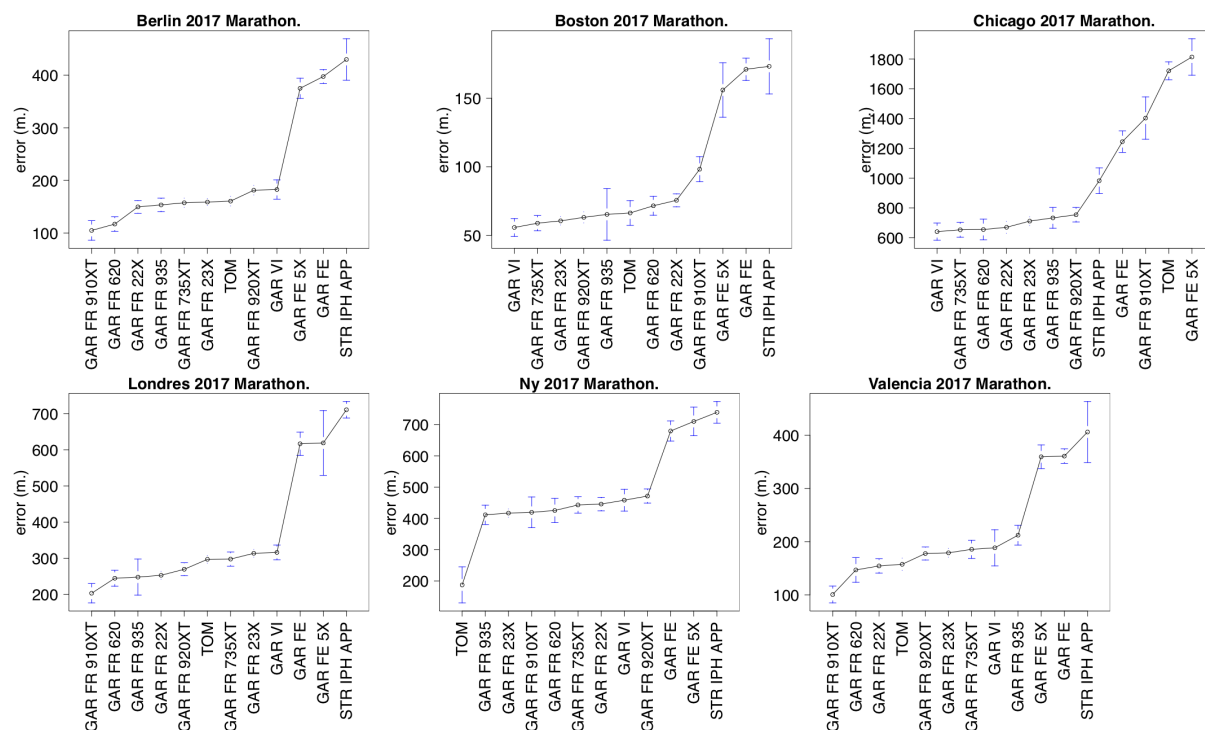 Berlin 2017 Marathon.
error (m.)
400
300
200
100
GAR FR 910XT
GAR FR 620
GAR FR 22X
GAR FR 935
GAR FR 735XT
GAR FR 23X
TOM
GAR FR 920XT
GAR VI
GAR FE 5X
GAR FE
STR IPH APP
Boston 2017 Marathon.
error (m.)
150
100
50
GAR VI
GAR FR 735XT
GAR FR 23X
GAR FR 920XT
GAR FR 935
TOM
GAR FR 620
GAR FR 22X
GAR FR 910XT
GAR FE 5X
GAR FE
STR IPH APP
Chicago 2017 Marathon.
error (m.)
1800
1600
1400
1200
1000
800
600
GAR VI
GAR FR 735XT
GAR FR 620
GAR FR 22X
GAR FR 23X
GAR FR 935
GAR FR 920XT
STR IPH APP
GAR FE
GAR FR 910XT
TOM
GAR FE 5X
Londres 2017 Marathon.
error (m.)
700
600
500
400
300
200
GAR FR 910XT
GAR FR 620
GAR FR 935
GAR FR 22X
GAR FR 920XT
TOM
GAR FR 735XT
GAR FR 23X
GAR VI
GAR FE
GAR FE 5X
STR IPH APP
Ny 2017 Marathon.
error (m.)
700
600
500
400
300
200
TOM
GAR FR 935
GAR FR 23X
GAR FR 910XT
GAR FR 620
GAR FR 735XT
GAR FR 22X
GAR VI
GAR FR 920XT
GAR FE
GAR FE 5X
STR IPH APP
Valencia 2017 Marathon.
error (m.)
400
300
200
100
GAR FR 910XT
GAR FR 620
GAR FR 22X
TOM
GAR FR 920XT
GAR FR 23X
GAR FR 735XT
GAR VI
GAR FR 935
GAR FE 5X
GAR FE
STR IPH APP